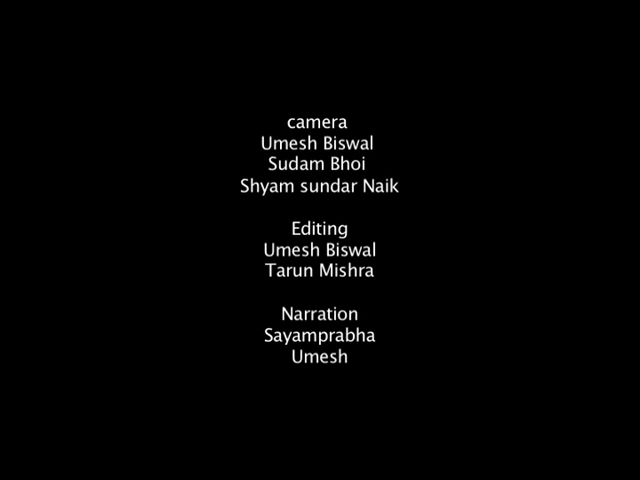 camera
Umesh Biswal
Sudam Bhoi
Shyam sundar Naik
Editing
Umesh Biswal
Tarun Mishra
Narration
Sayamprabha
Umesh